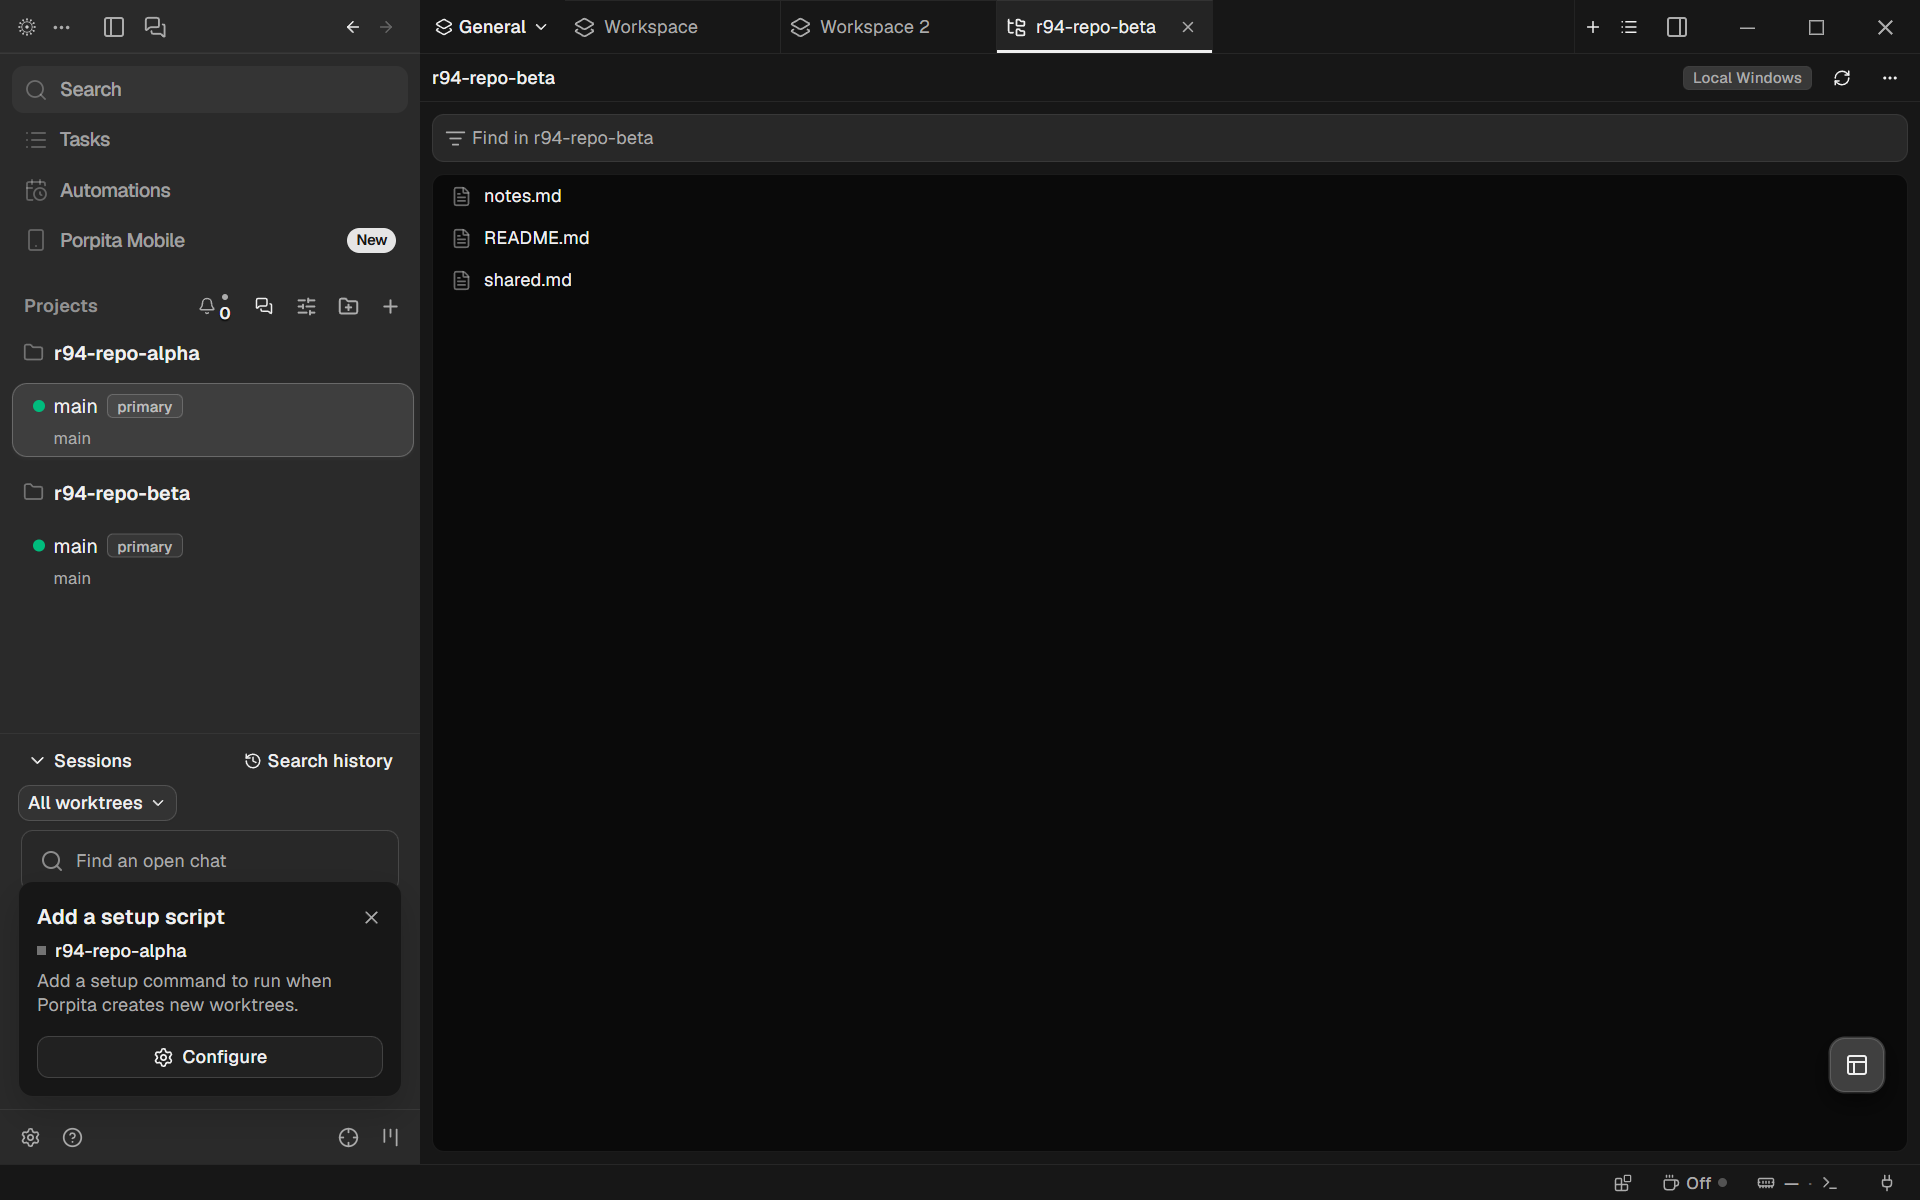 General
Workspace
Workspace 2
r94-repo-beta
Search
Tasks
Automations
Porpita Mobile
New
Projects
0
r94-repo-alpha
main
primary
main
r94-repo-beta
main
primary
main
Sessions
Search history
All worktrees
Find an open chat
Add a setup script
r94-repo-alpha
Add a setup command to run when
Porpita creates new worktrees.
Configure
r94-repo-beta
Local Windows
Find in r94-repo-beta
notes.md
README.md
shared.md
Off